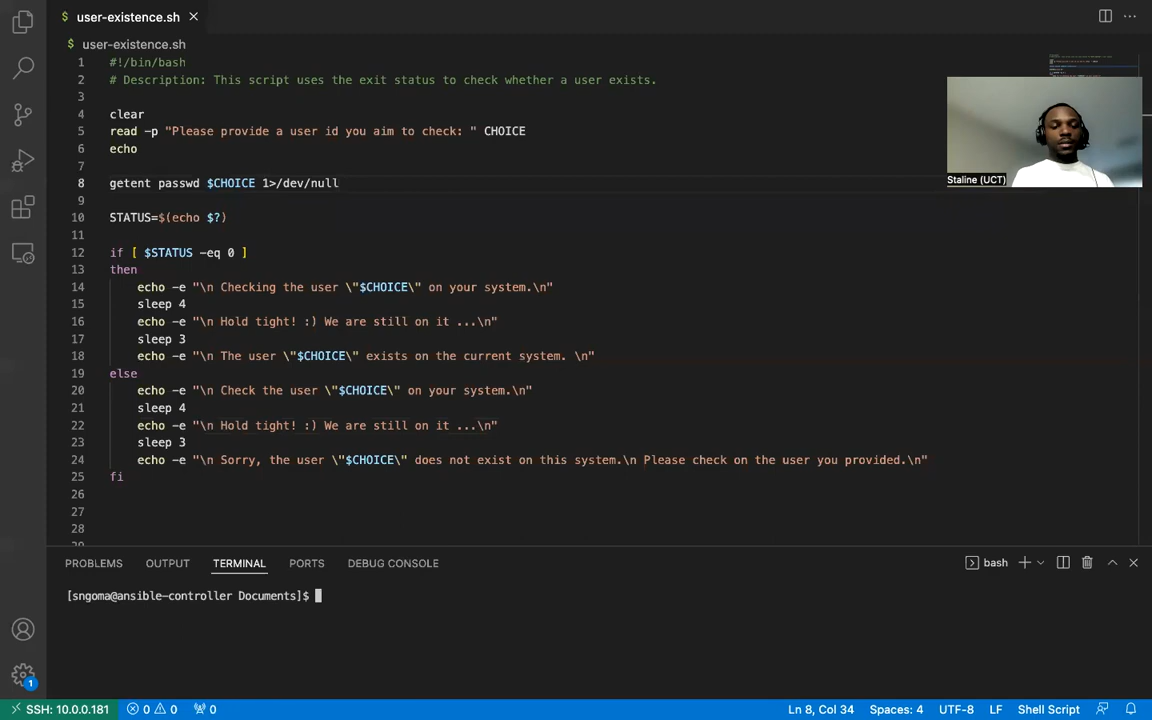 $ user-existence.sh ×
$ user-existence.sh
1 #!/bin/bash
2 # Description: This script uses the exit status to check whether a user exists.
3
4 clear
5 read -p "Please provide a user id you aim to check: " CHOICE
6 echo
7
8 getent passwd $CHOICE 1>/dev/null
9
10 STATUS=$(echo $?)
11
12 if [ $STATUS -eq 0 ]
13 then
14 echo -e "\n Checking the user \"$CHOICE\" on your system.\n"
15 sleep 4
16 echo -e "\n Hold tight! :) We are still on it ...\n"
17 sleep 3
18 echo -e "\n The user \"$CHOICE\" exists on the current system. \n"
19 else
20 echo -e "\n Check the user \"$CHOICE\" on your system.\n"
21 sleep 4
22 echo -e "\n Hold tight! :) We are still on it ...\n"
23 sleep 3
24 echo -e "\n Sorry, the user \"$CHOICE\" does not exist on this system.\n Please check on the user you provided.\n"
25 fi
26
27
28
29
Staline (UCT)
PROBLEMS OUTPUT TERMINAL PORTS DEBUG CONSOLE bash
[sngoma@ansible-controller Documents]$
1
SSH: 10.0.0.181 0 0 0 Ln 8, Col 34 Spaces: 4 UTF-8 LF Shell Script